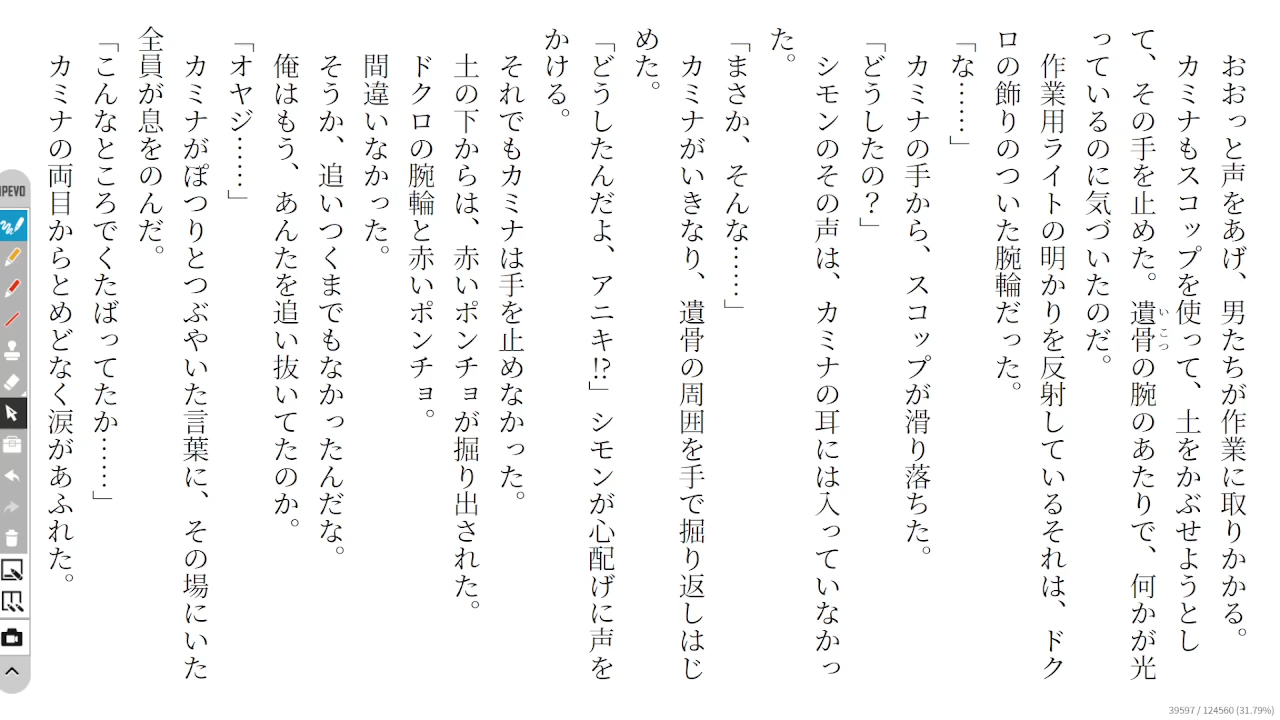 おおっと声をあげ、男たちが作業に取りかかる。
カミナもスコップを使って、土をかぶせようとし
て、その手を止めた。遺骨の腕のあたりで、何かが光
いこつ
っているのに気づいたのだ。
作業用ライトの明かりを反射しているそれは、ドク
ロの飾りのついた腕輪だった。
「な……」
カミナの手から、スコップが滑り落ちた。
「どうしたの？」
シモンのその声は、カミナの耳には入っていなかっ
た。
「まさか、そんな……」
カミナがいきなり、遺骨の周囲を手で掘り返しはじ
めた。
「どうしたんだよ、アニキ!?」シモンが心配げに声を
かける。
それでもカミナは手を止めなかった。
土の下からは、赤いポンチョが掘り出された。
ドクロの腕輪と赤いポンチョ。
間違いなかった。
そうか、追いつくまでもなかったんだな。
俺はもう、あんたを追い抜いてたのか。
「オヤジ……」
カミナがぽつりとつぶやいた言葉に、その場にいた
全員が息をのんだ。
「こんなところでくたばってたか……」
カミナの両目からとめどなく涙があふれた。
IPEVO
39597 / 124560 (31.79%)